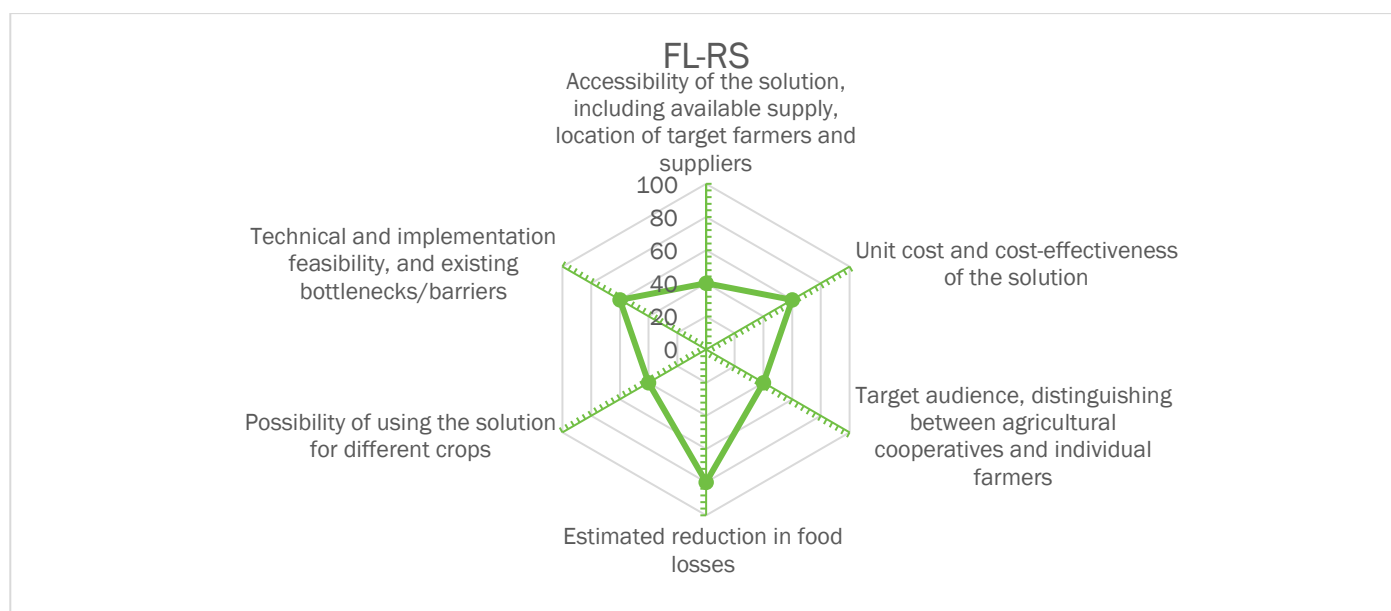 FL-RS
Accessibility of the solution,
including available supply,
location of target farmers and
suppliers
100
80
60
40
20
0
Technical and implementation
feasibility, and existing
bottlenecks/barriers
Unit cost and cost-effectiveness
of the solution
Possibility of using the solution
for different crops
Target audience, distinguishing
between agricultural
cooperatives and individual
farmers
Estimated reduction in food
losses